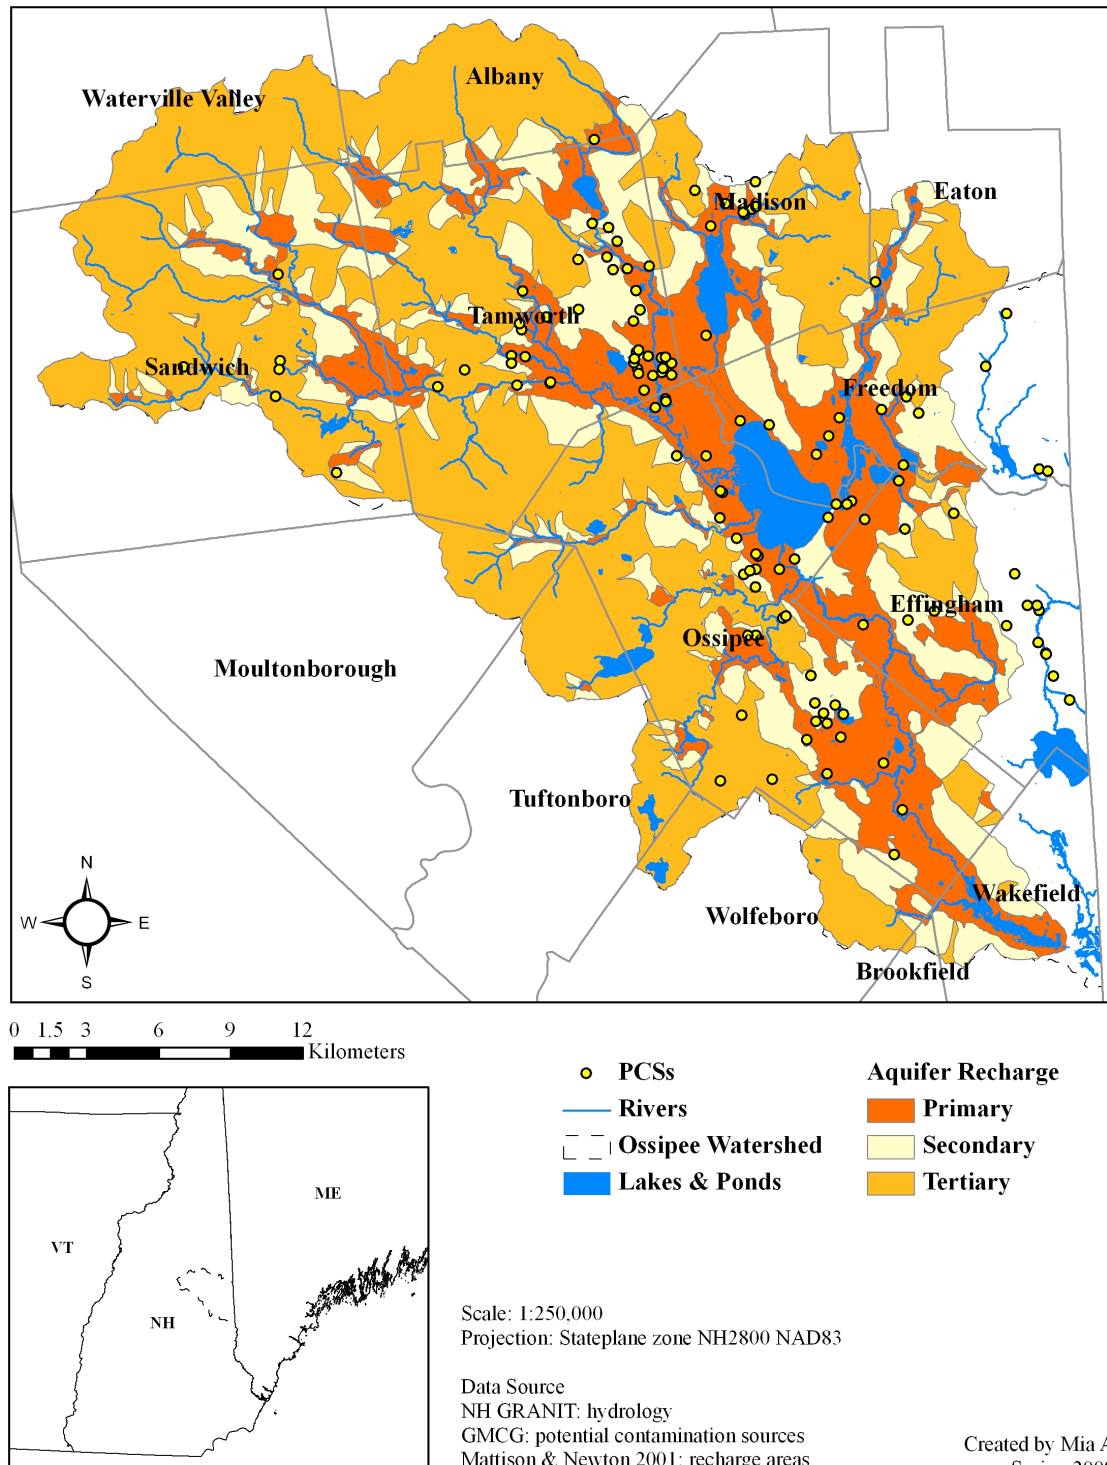 Albany
Waterville Valley
Eaton
Madison
Tamworth
Sandwich
Freedom
Effingham
Ossipee
Moultonborough
Tuftonboro
Wakefield
Wolfeboro
Brookfield
N
W E
S
0 1.5 3 6 9 12
Kilometers
PCSs
Rivers
Ossipee Watershed
Lakes & Ponds
Aquifer Recharge
Primary
Secondary
Tertiary
ME
VT
NH
Scale: 1:250,000
Projection: Stateplane zone NH2800 NAD83
Data Source
NH GRANIT: hydrology
GMCG: potential contamination sources
Mattison & Newton 2001: recharge areas
Created by Mia A